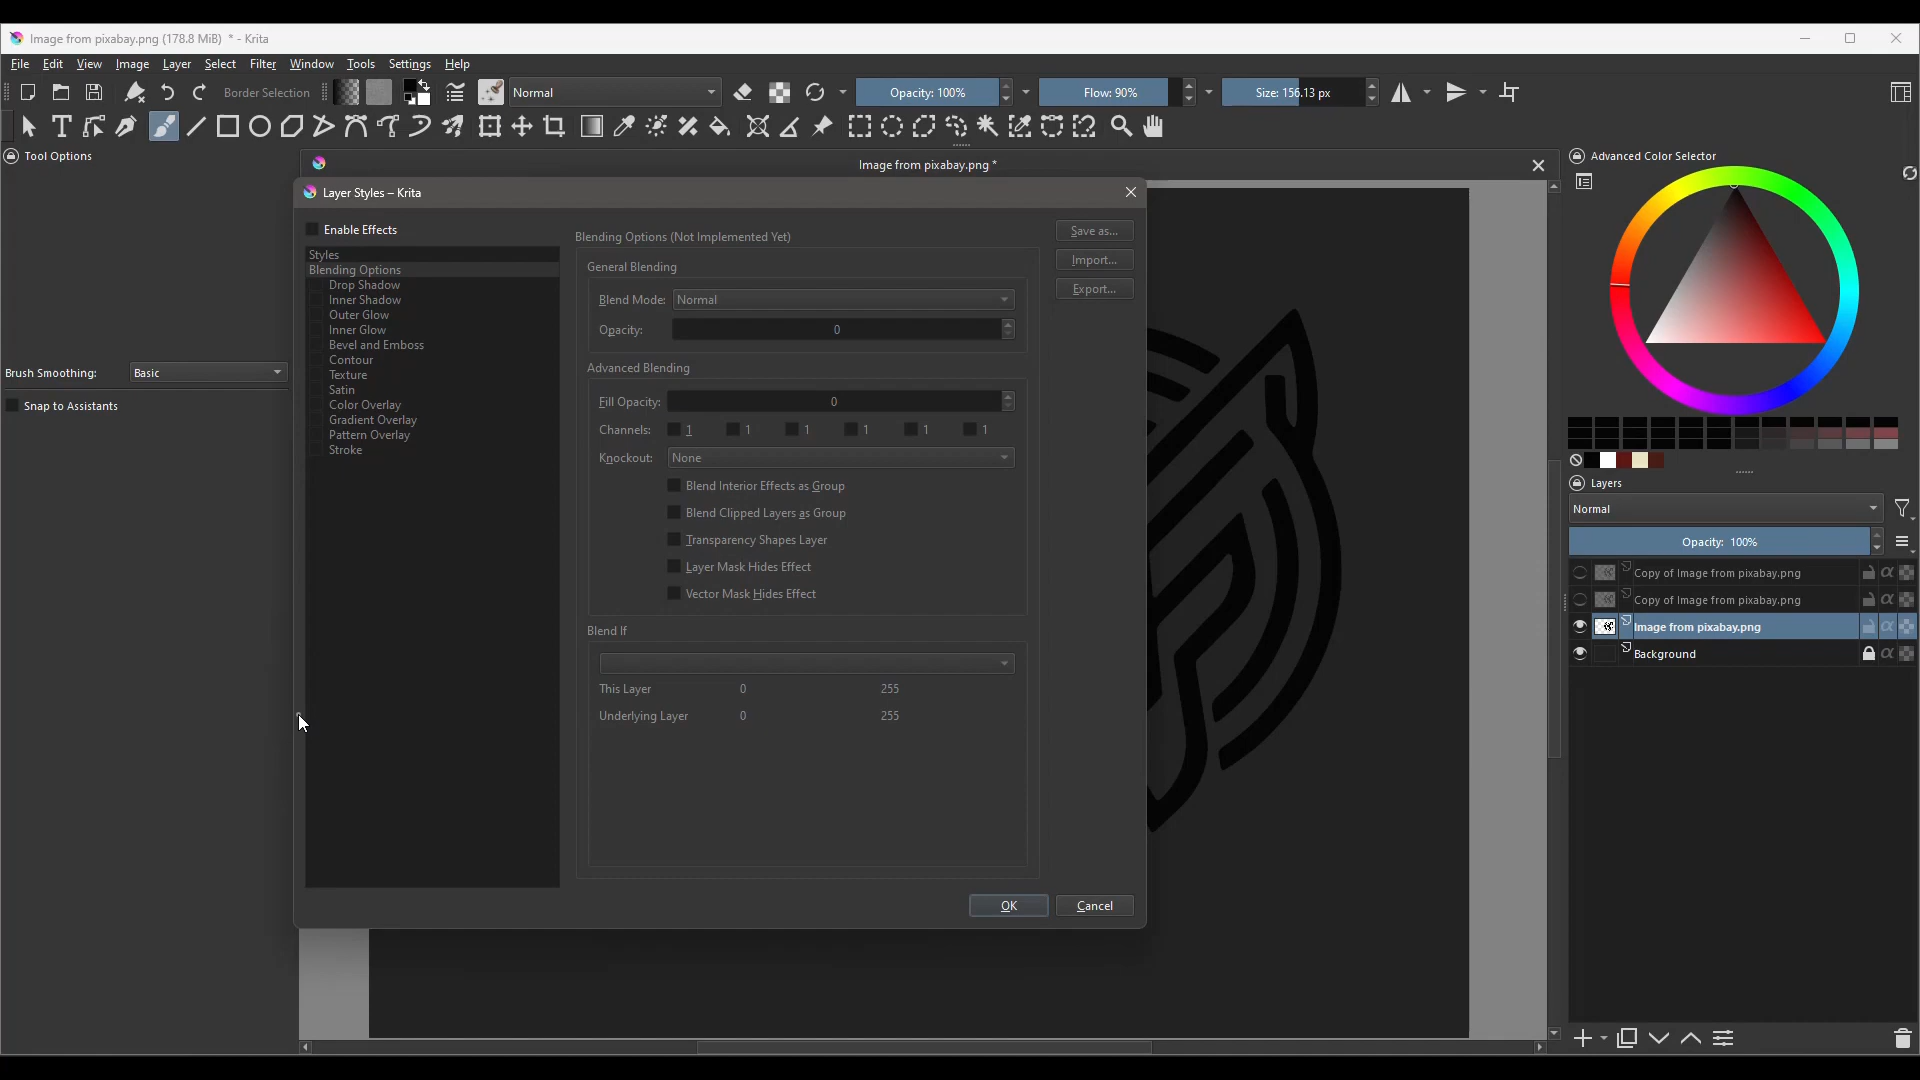 Image from pixabay.png (178.8 MiB) * - Krita
File Edit View Image Layer Select Filter Window Tools Settings Help
Border Selection Normal Opacity: 100% Flow: 90% Size: 156.13 px
Tool Options
Image from pixabay.png *
Advanced Color Selector
Layer Styles – Krita
Enable Effects
Styles
Blending Options
Drop Shadow
Inner Shadow
Outer Glow
Inner Glow
Bevel and Emboss
Contour
Texture
Satin
Color Overlay
Gradient Overlay
Pattern Overlay
Stroke
Blending Options (Not Implemented Yet)
General Blending
Blend Mode: Normal
Opacity: 0
Advanced Blending
Fill Opacity: 0
Channels: 1 1 1 1 1 1
Knockout: None
Blend Interior Effects as Group
Blend Clipped Layers as Group
Transparency Shapes Layer
Layer Mask Hides Effect
Vector Mask Hides Effect
Blend If
This Layer 0 255
Underlying Layer 0 255
Save as...
Import...
Export...
OK Cancel
Brush Smoothing: Basic
Snap to Assistants
Layers
Normal
Opacity: 100%
Copy of Image from pixabay.png
Copy of Image from pixabay.png
Image from pixabay.png
Background